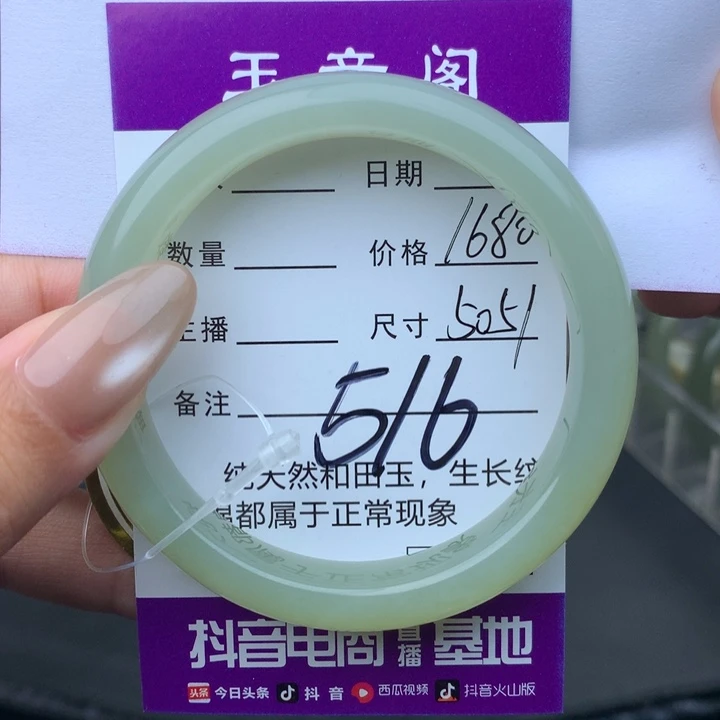 玉音阁
日期
数量 价格 1680
主播 尺寸 5051
备注 516
纯天然和田玉，生长纹
都属于正常现象
抖音电商直播基地
头条 今日头条 抖音 西瓜视频 抖音火山版